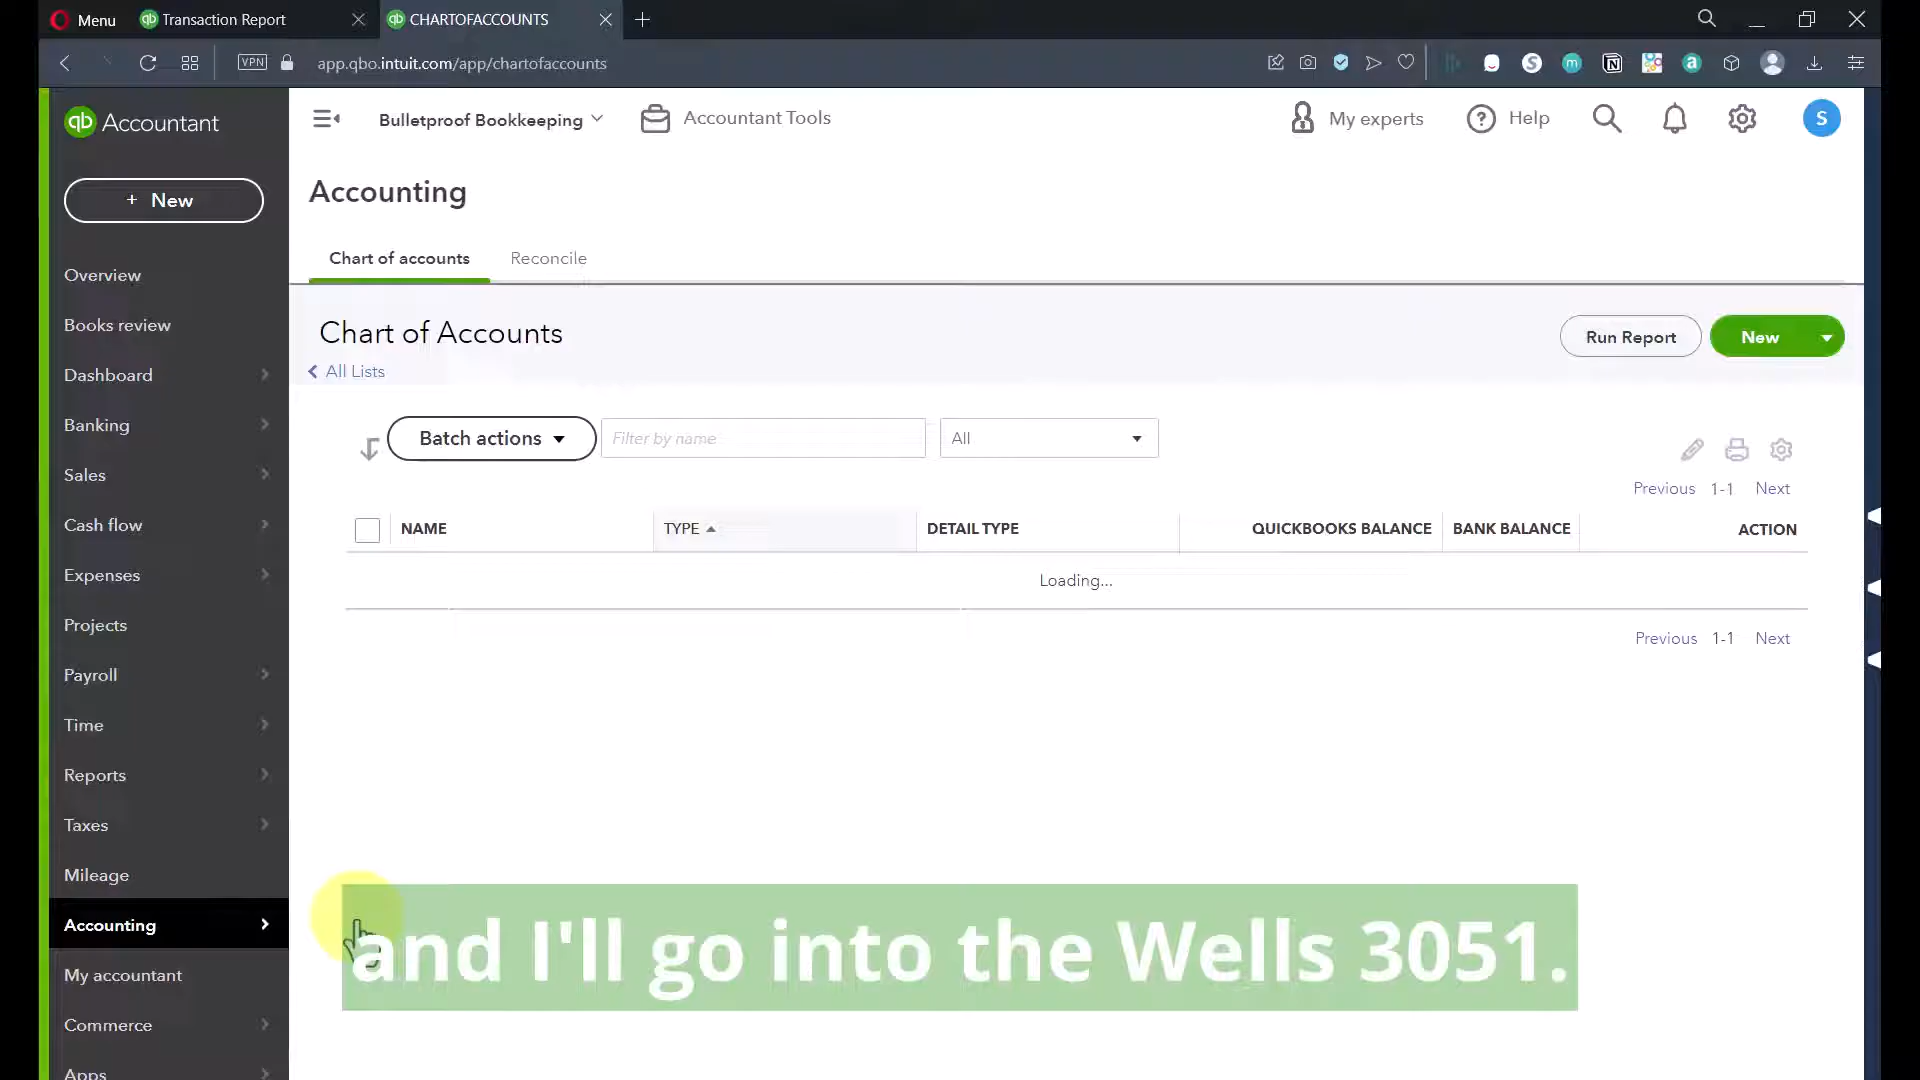 Menu
Transaction Report
CHARTOFACCOUNTS
VPN
app.qbo.intuit.com/app/chartofaccounts
qb Accountant
Bulletproof Bookkeeping
Accountant Tools
My experts
Help
S
+ New
Overview
Books review
Dashboard
Banking
Sales
Cash flow
Expenses
Projects
Payroll
Time
Reports
Taxes
Mileage
Accounting
My accountant
Commerce
Apps
Accounting
Chart of accounts
Reconcile
Chart of Accounts
All Lists
Run Report
New
Batch actions
Filter by name
All
Previous 1-1 Next
NAME
TYPE
DETAIL TYPE
QUICKBOOKS BALANCE
BANK BALANCE
ACTION
Loading...
Previous 1-1 Next
and I'll go into the Wells 3051.